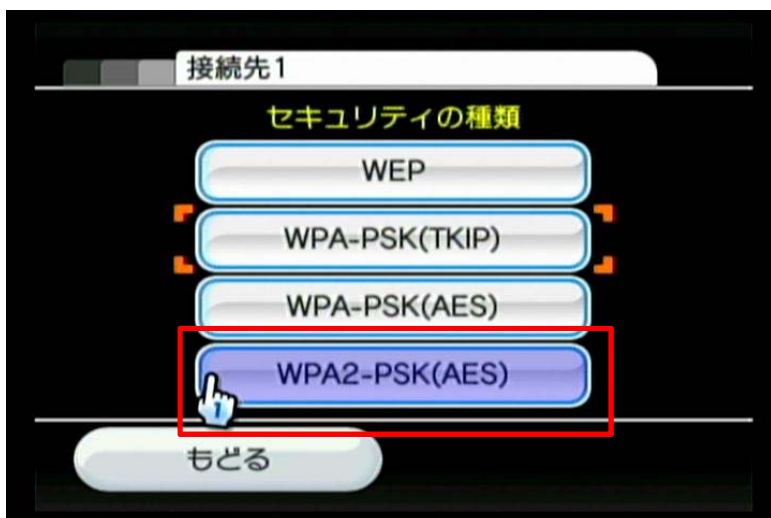 接続先1
セキュリティの種類
WEP
WPA-PSK(TKIP)
WPA-PSK(AES)
WPA2-PSK(AES)
1
もどる